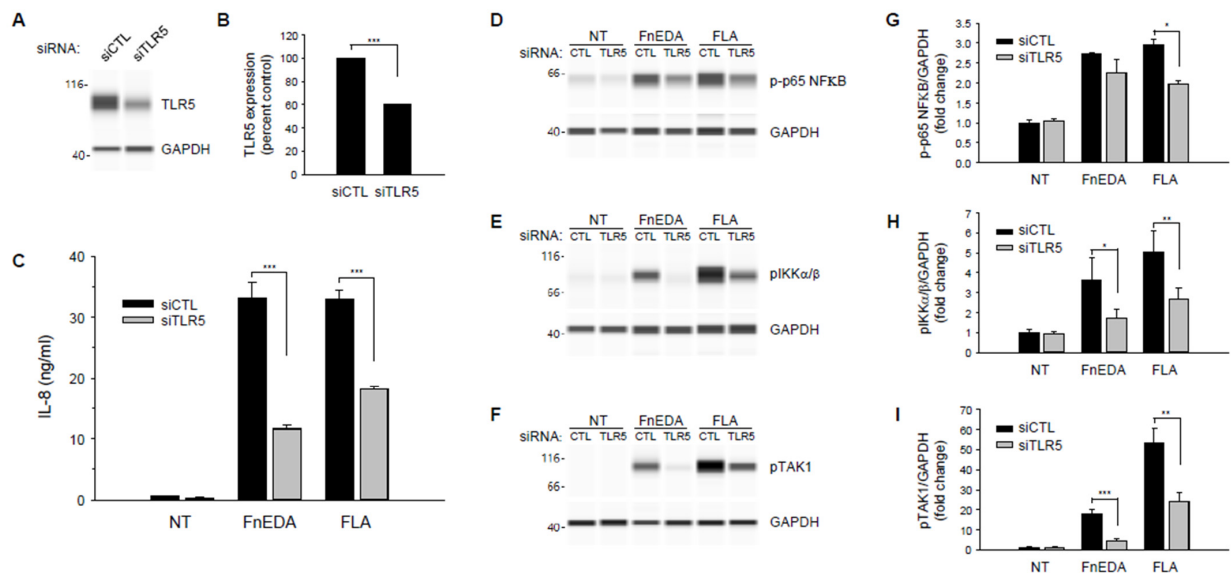 A
siRNA:
siCTL
siTLR5
116-
TLR5
GAPDH
40-
B
TLR5 expression
(percent control)
120
100
80
60
40
20
0
***
siCTL siTLR5
C
IL-8 (ng/ml)
40
30
20
10
0
siCTL
siTLR5
***
***
NT FnEDA FLA
D
NT FnEDA FLA
siRNA: CTL TLR5 CTL TLR5 CTL TLR5
66-
p-p65 NFκB
40-
GAPDH
E
NT FnEDA FLA
siRNA: CTL TLR5 CTL TLR5 CTL TLR5
116-
pIKKα/β
66-
40-
GAPDH
F
NT FnEDA FLA
siRNA: CTL TLR5 CTL TLR5 CTL TLR5
116-
pTAK1
66-
40-
GAPDH
G
p-p65 NFκB/GAPDH
(fold change)
3.5
3.0
2.5
2.0
1.5
1.0
0.5
0.0
siCTL
siTLR5
*
NT FnEDA FLA
H
pIKKα/β/GAPDH
(fold change)
7
6
5
4
3
2
1
0
siCTL
siTLR5
*
**
NT FnEDA FLA
I
pTAK1/GAPDH
(fold change)
70
60
50
40
30
20
10
0
siCTL
siTLR5
***
**
NT FnEDA FLA